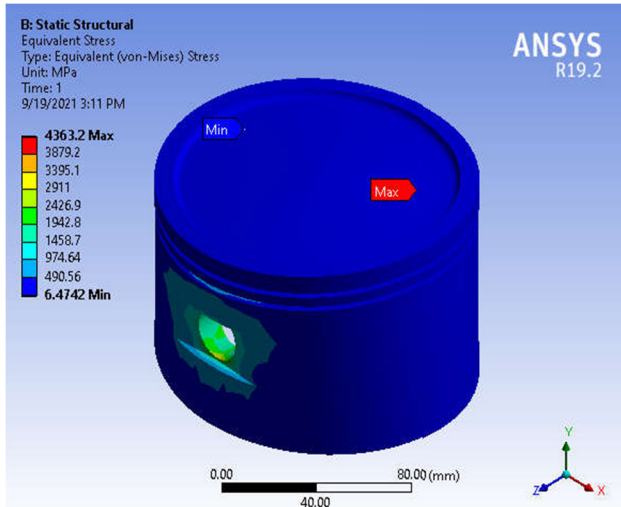 B: Static Structural
Equivalent Stress
Type: Equivalent (von-Mises) Stress
Unit: MPa
Time: 1
9/19/2021 3:11 PM
ANSYS
R19.2
4363.2 Max
3879.2
3395.1
2911
2426.9
1942.8
1458.7
974.64
490.56
6.4742 Min
Min
Max
0.00
80.00 (mm)
40.00
Y
Z
X